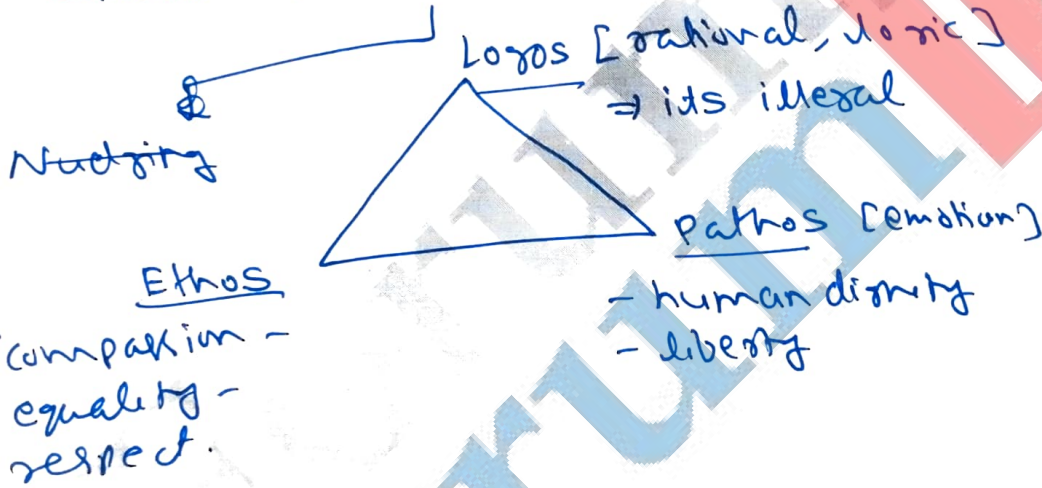 Logos [rational, logic]
⇒ its illegal
Nudging
Pathos [emotion]
- human dignity
- liberty
Ethos
compassion -
equality -
respect.